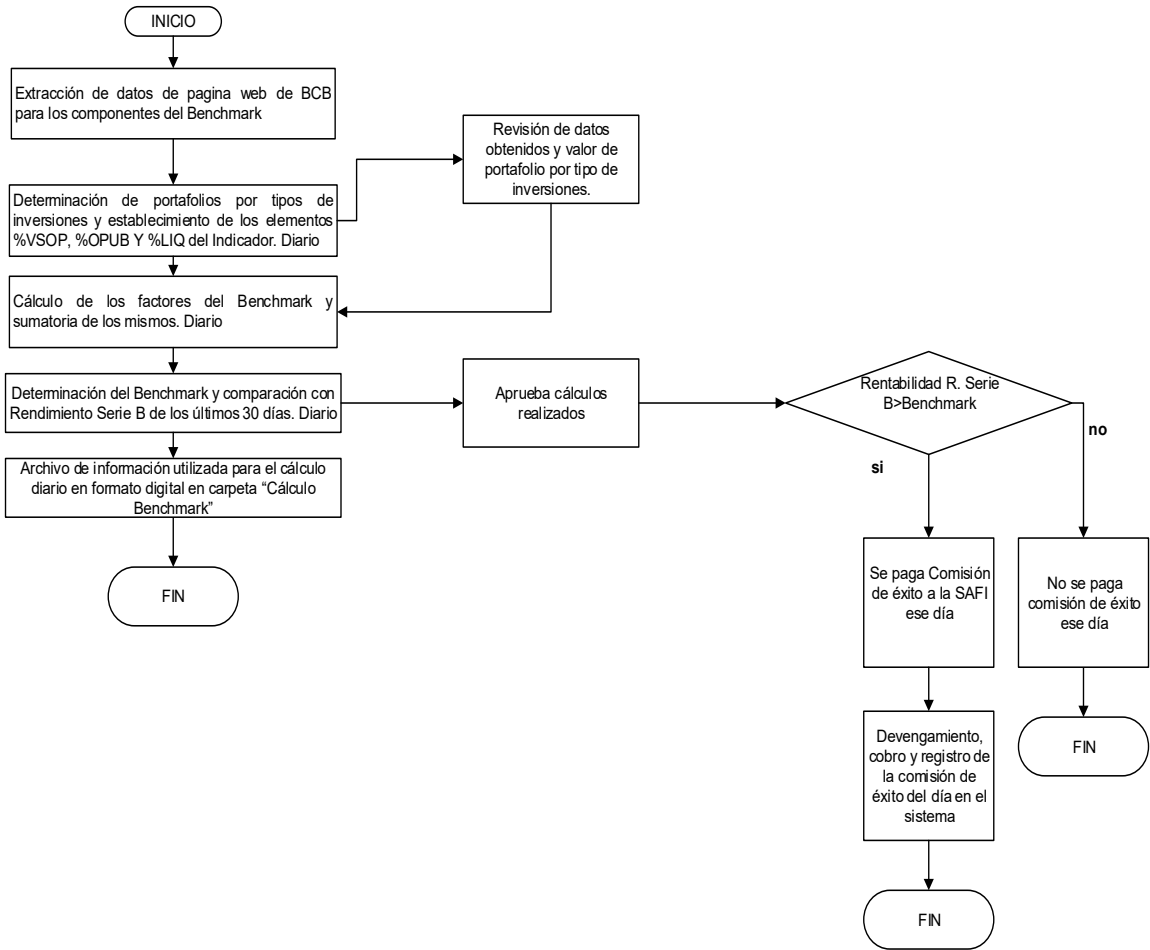 INICIO
Extracción de datos de pagina web de BCB
para los componentes del Benchmark
Revisión de datos
obtenidos y valor de
portafolio por tipo de
inversiones.
Determinación de portafolios por tipos de
inversiones y establecimiento de los elementos
%VSOP, %OPUB Y %LIQ del Indicador. Diario
Cálculo de los factores del Benchmark y
sumatoria de los mismos. Diario
Determinación del Benchmark y comparación con
Rendimiento Serie B de los últimos 30 días. Diario
Aprueba cálculos
realizados
Rentabilidad R. Serie
B>Benchmark
no
si
Archivo de información utilizada para el cálculo
diario en formato digital en carpeta “Cálculo
Benchmark”
FIN
Se paga Comisión
de éxito a la SAFI
ese día
No se paga
comisión de éxito
ese día
Devengamiento,
cobro y registro de
la comisión de
éxito del día en el
sistema
FIN
FIN